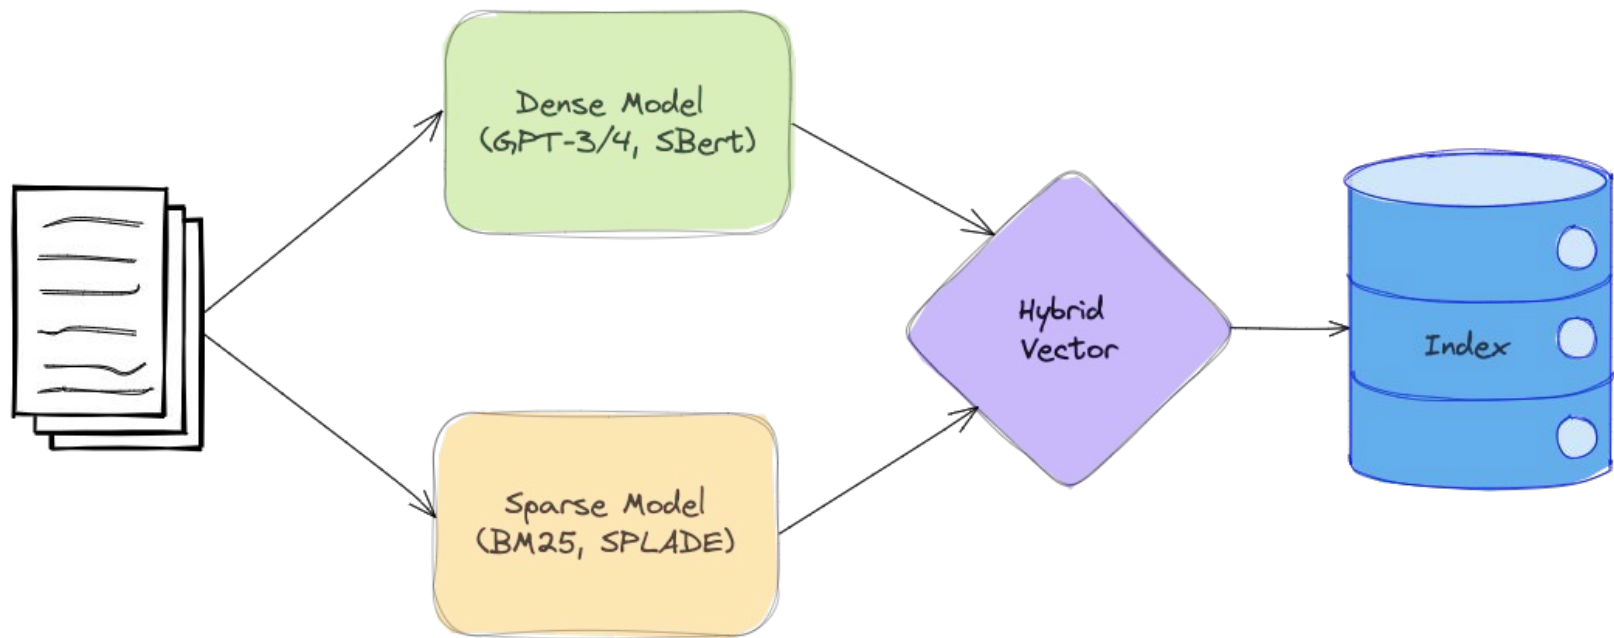 Dense Model
(GPT-3/4, SBert)
Hybrid
Vector
Index
Sparse Model
(BM25, SPLADE)